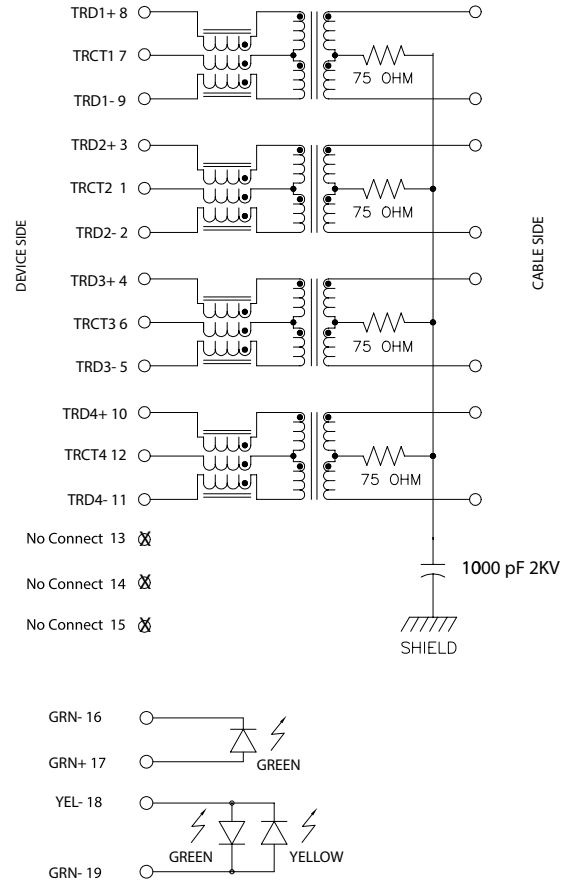 TRD1+ 8
TRCT1 7
75 OHM
TRD1- 9
TRD2+ 3
TRCT2 1
75 OHM
TRD2- 2
DEVICE SIDE
CABLE SIDE
TRD3+ 4
TRCT3 6
75 OHM
TRD3- 5
TRD4+ 10
TRCT4 12
75 OHM
TRD4- 11
No Connect 13
1000 pF 2KV
No Connect 14
No Connect 15
SHIELD
GRN- 16
GRN+ 17
GREEN
YEL- 18
GREEN
YELLOW
GRN- 19